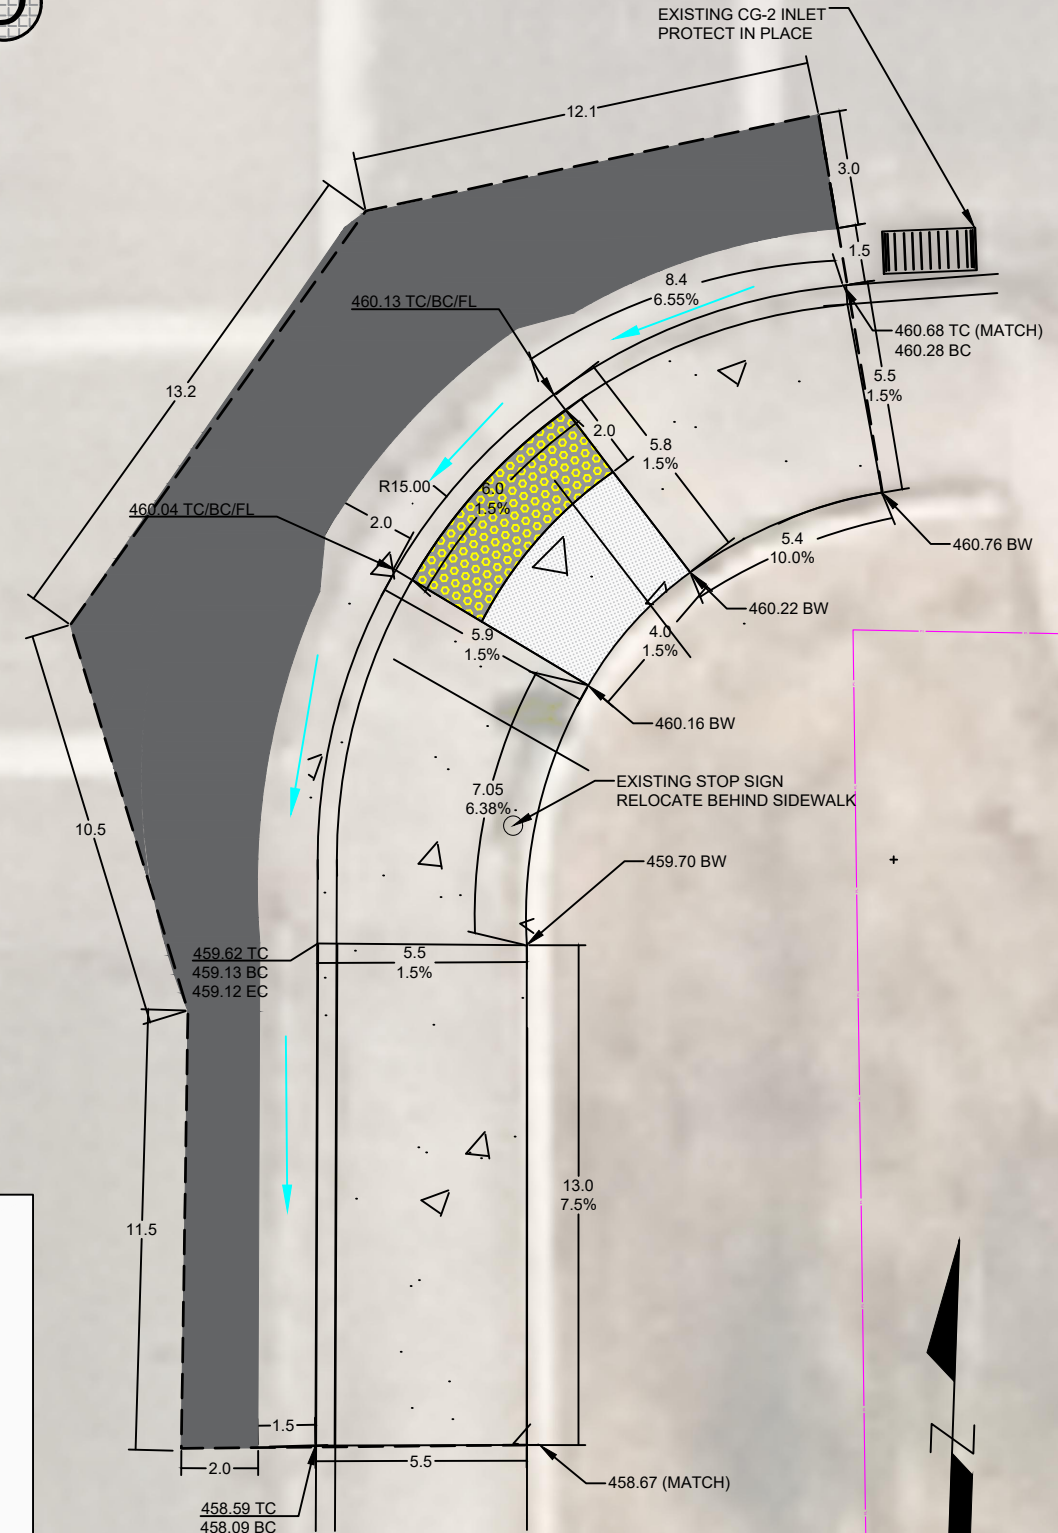 EXISTING CG-2 INLET
PROTECT IN PLACE
12.1
3.0
1.5
8.4
6.55%
460.13 TC/BC/FL
460.68 TC (MATCH)
460.28 BC
5.5
1.5%
13.2
2.0
5.8
1.5%
R15.00
6.0
1.5%
460.04 TC/BC/FL
2.0
5.4
10.0%
460.76 BW
460.22 BW
5.9
1.5%
4.0
1.5%
460.16 BW
EXISTING STOP SIGN
RELOCATE BEHIND SIDEWALK
7.05
6.38%
10.5
459.70 BW
459.62 TC
459.13 BC
459.12 EC
5.5
1.5%
13.0
7.5%
11.5
1.5
2.0
5.5
458.67 (MATCH)
458.59 TC
458.09 BC
Z